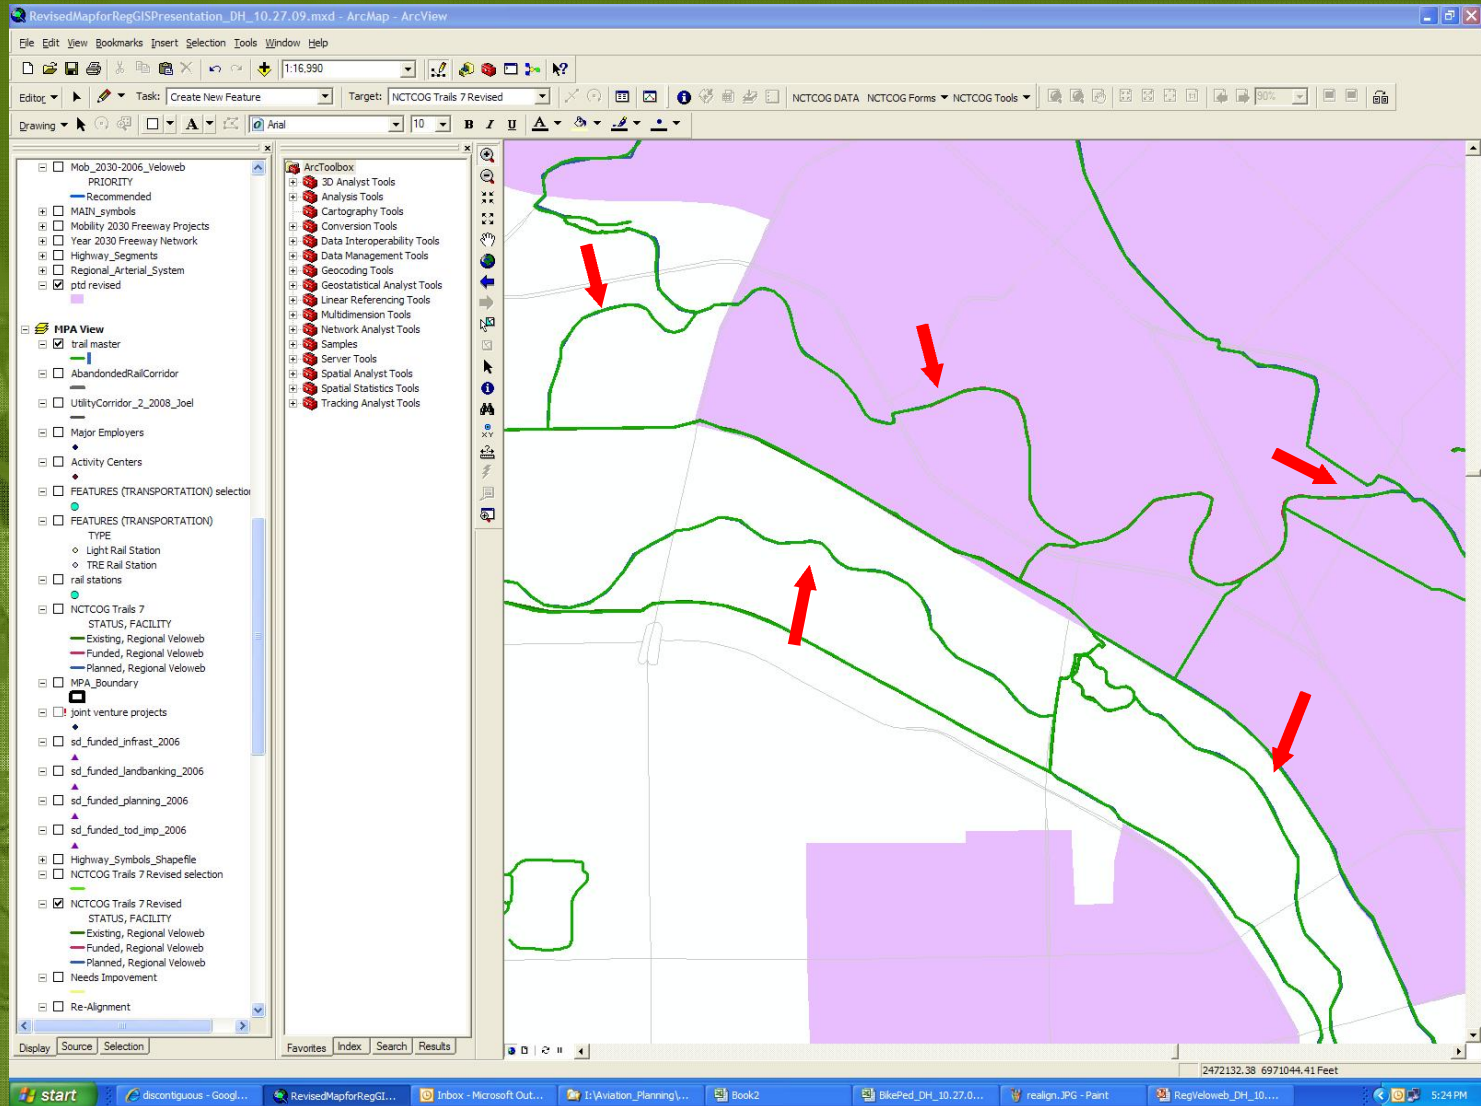 RevisedMapforRegGISPresentation_DH_10.27.09.mxd - ArcMap - ArcView
File Edit View Bookmarks Insert Selection Tools Window Help
1:16,990
Editor Task: Create New Feature Target: NCTCOG Trails 7 Revised NCTCOG DATA NCTCOG Forms NCTCOG Tools 90%
Drawing A Arial 10 B I U A
Mob_2030-2006_Veloweb
PRIORITY
Recommended
MAIN_symbols
Mobility 2030 Freeway Projects
Year 2030 Freeway Network
Highway_Segments
Regional_Arterial_System
ptd revised
MPA View
trail master
AbandondedRailCorridor
UtilityCorridor_2_2008_Joel
Major Employers
Activity Centers
FEATURES (TRANSPORTATION) selection
FEATURES (TRANSPORTATION)
TYPE
Light Rail Station
TRE Rail Station
rail stations
NCTCOG Trails 7
STATUS, FACILITY
Existing, Regional Veloweb
Funded, Regional Veloweb
Planned, Regional Veloweb
MPA_Boundary
joint venture projects
sd_funded_infrast_2006
sd_funded_landbanking_2006
sd_funded_planning_2006
sd_funded_tod_imp_2006
Highway_Symbols_Shapefile
NCTCOG Trails 7 Revised selection
NCTCOG Trails 7 Revised
STATUS, FACILITY
Existing, Regional Veloweb
Funded, Regional Veloweb
Planned, Regional Veloweb
Needs Impovement
Re-Alignment
Display Source Selection
ArcToolbox
3D Analyst Tools
Analysis Tools
Cartography Tools
Conversion Tools
Data Interoperability Tools
Data Management Tools
Geocoding Tools
Geostatistical Analyst Tools
Linear Referencing Tools
Multidimension Tools
Network Analyst Tools
Samples
Server Tools
Spatial Analyst Tools
Spatial Statistics Tools
Tracking Analyst Tools
Favorites Index Search Results
XY
2472132.38 6971044.41 Feet
start discontiguous - Googl... RevisedMapforRegGI... Inbox - Microsoft Out... I:\Aviation_Planning\... Book2 BikePed_DH_10.27.0... realign.JPG - Paint RegVeloweb_DH_10.... 5:24 PM